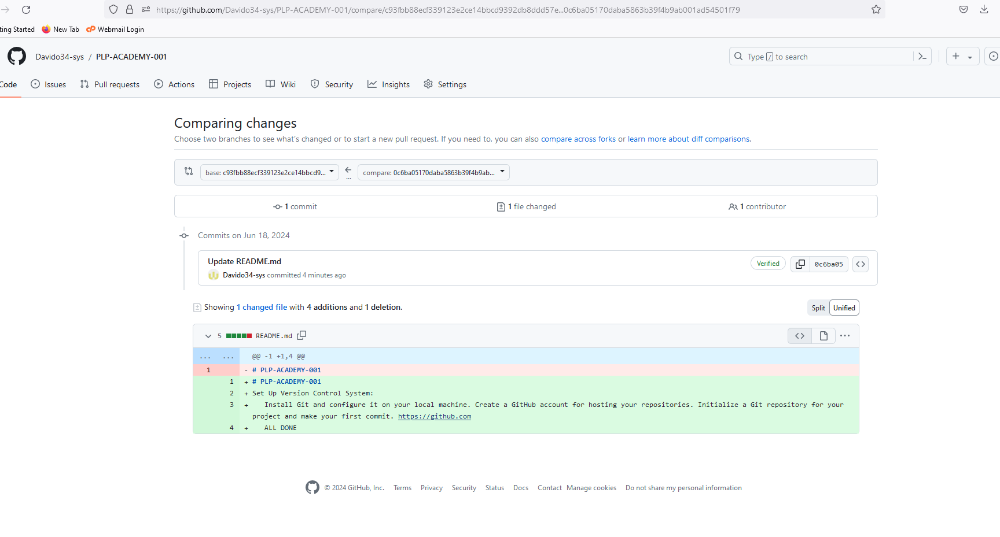 https://github.com/Davido34-sys/PLP-ACADEMY-001/compare/c93fbb88ecf339123e2ce14bbcd9392db8ddd57e...0c6ba05170daba5863b39f4b9ab001ad54501f79
ting Started New Tab Webmail Login
Davido34-sys / PLP-ACADEMY-001 Type / to search
Code Issues Pull requests Actions Projects Wiki Security Insights Settings
Comparing changes
Choose two branches to see what's changed or to start a new pull request. If you need to, you can also compare across forks or learn more about diff comparisons.
base: c93fbb88ecf339123e2ce14bbcd9... ... compare: 0c6ba05170daba5863b39f4b9ab...
1 commit 1 file changed 1 contributor
Commits on Jun 18, 2024
Update README.md Verified 0c6ba05
Davido34-sys committed 4 minutes ago
Showing 1 changed file with 4 additions and 1 deletion. Split Unified
5 README.md
... ... @@ -1 +1,4 @@
1 - # PLP-ACADEMY-001
1 + # PLP-ACADEMY-001
2 + Set Up Version Control System:
3 + Install Git and configure it on your local machine. Create a GitHub account for hosting your repositories. Initialize a Git repository for your
project and make your first commit. https://github.com
4 + ALL DONE
© 2024 GitHub, Inc. Terms Privacy Security Status Docs Contact Manage cookies Do not share my personal information